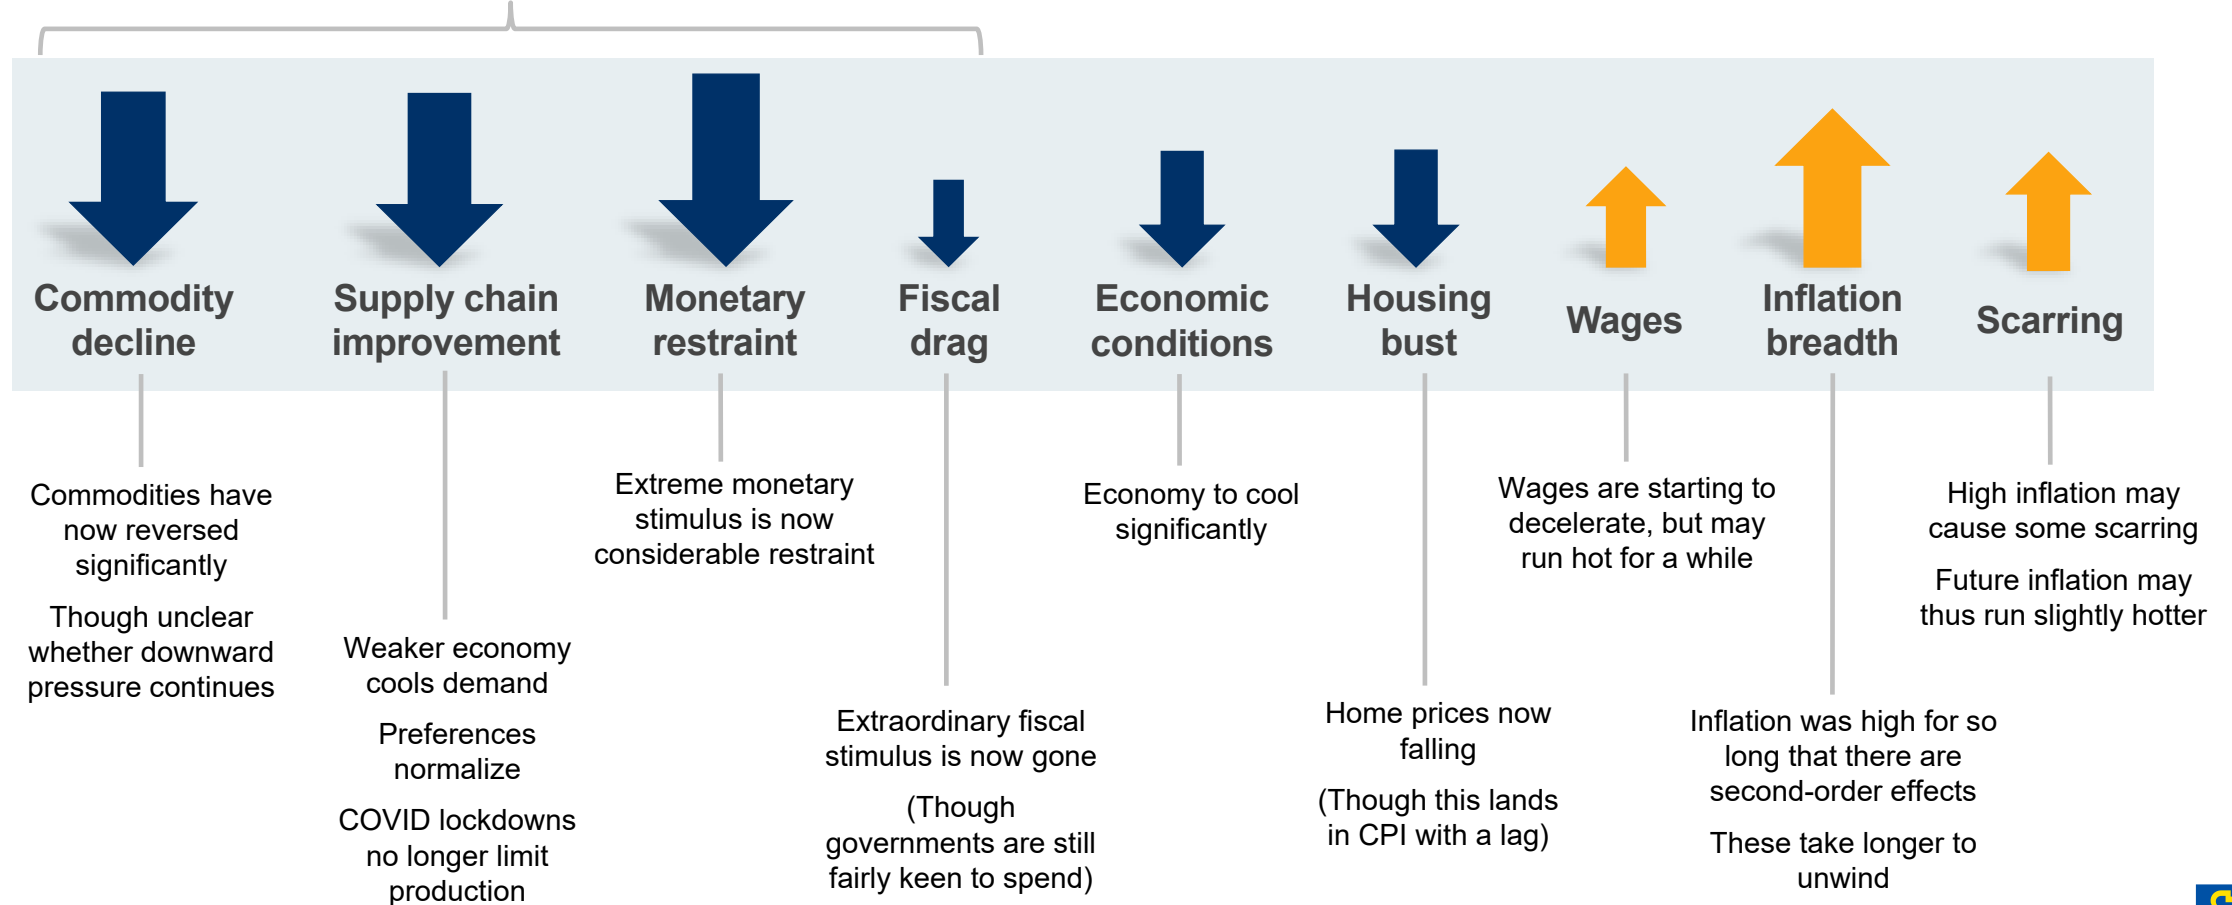 Commodity
decline
Supply chain
improvement
Monetary
restraint
Fiscal
drag
Economic
conditions
Housing
bust
Wages
Inflation
breadth
Scarring
Commodities have
now reversed
significantly
Though unclear
whether downward
pressure continues
Weaker economy
cools demand
Preferences
normalize
COVID lockdowns
no longer limit
production
Extreme monetary
stimulus is now
considerable restraint
Extraordinary fiscal
stimulus is now gone
(Though
governments are still
fairly keen to spend)
Economy to cool
significantly
Home prices now
falling
(Though this lands
in CPI with a lag)
Wages are starting to
decelerate, but may
run hot for a while
Inflation was high for so
long that there are
second-order effects
These take longer to
unwind
High inflation may
cause some scarring
Future inflation may
thus run slightly hotter